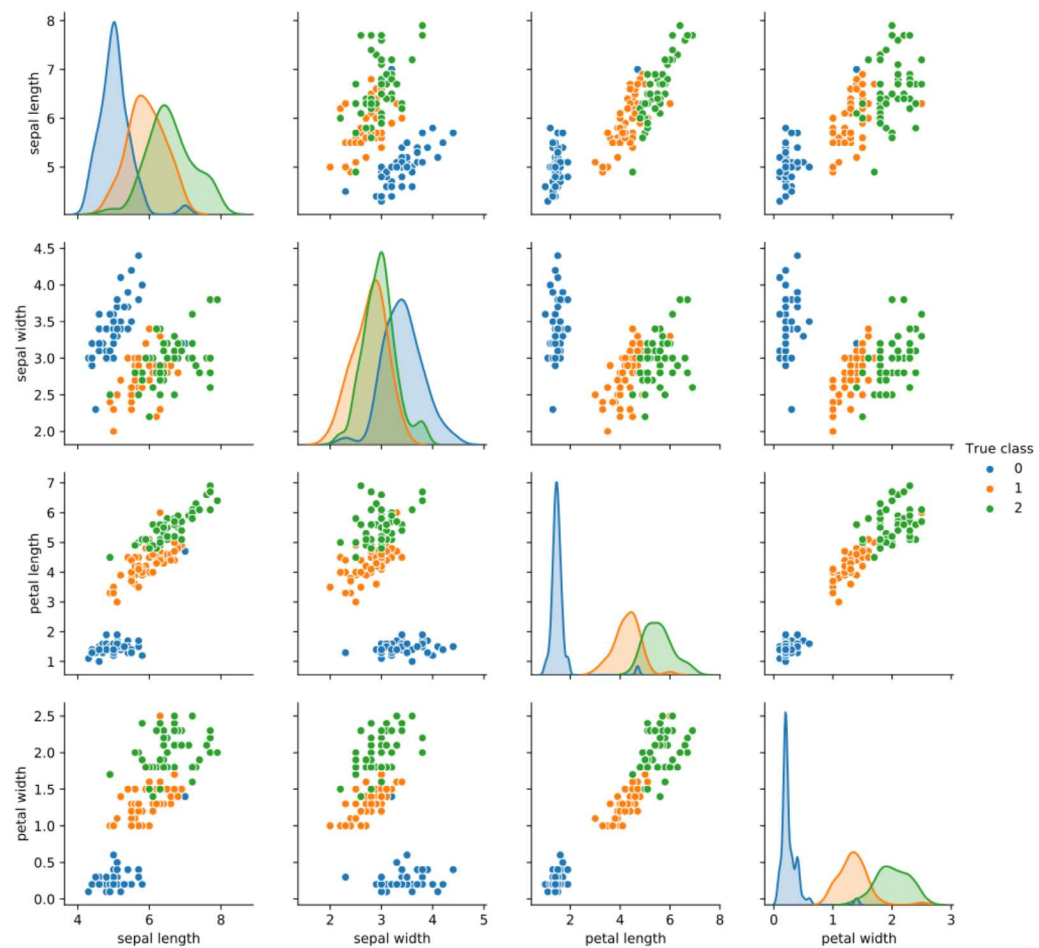 8
7
6
5
sepal length
4.5
4.0
3.5
3.0
2.5
2.0
sepal width
7
6
5
4
3
2
1
petal length
2.5
2.0
1.5
1.0
0.5
0.0
petal width
4 6 8
2 3 4 5
2 4 6 8
0 1 2 3
sepal length
sepal width
petal length
petal width
True class
0
1
2